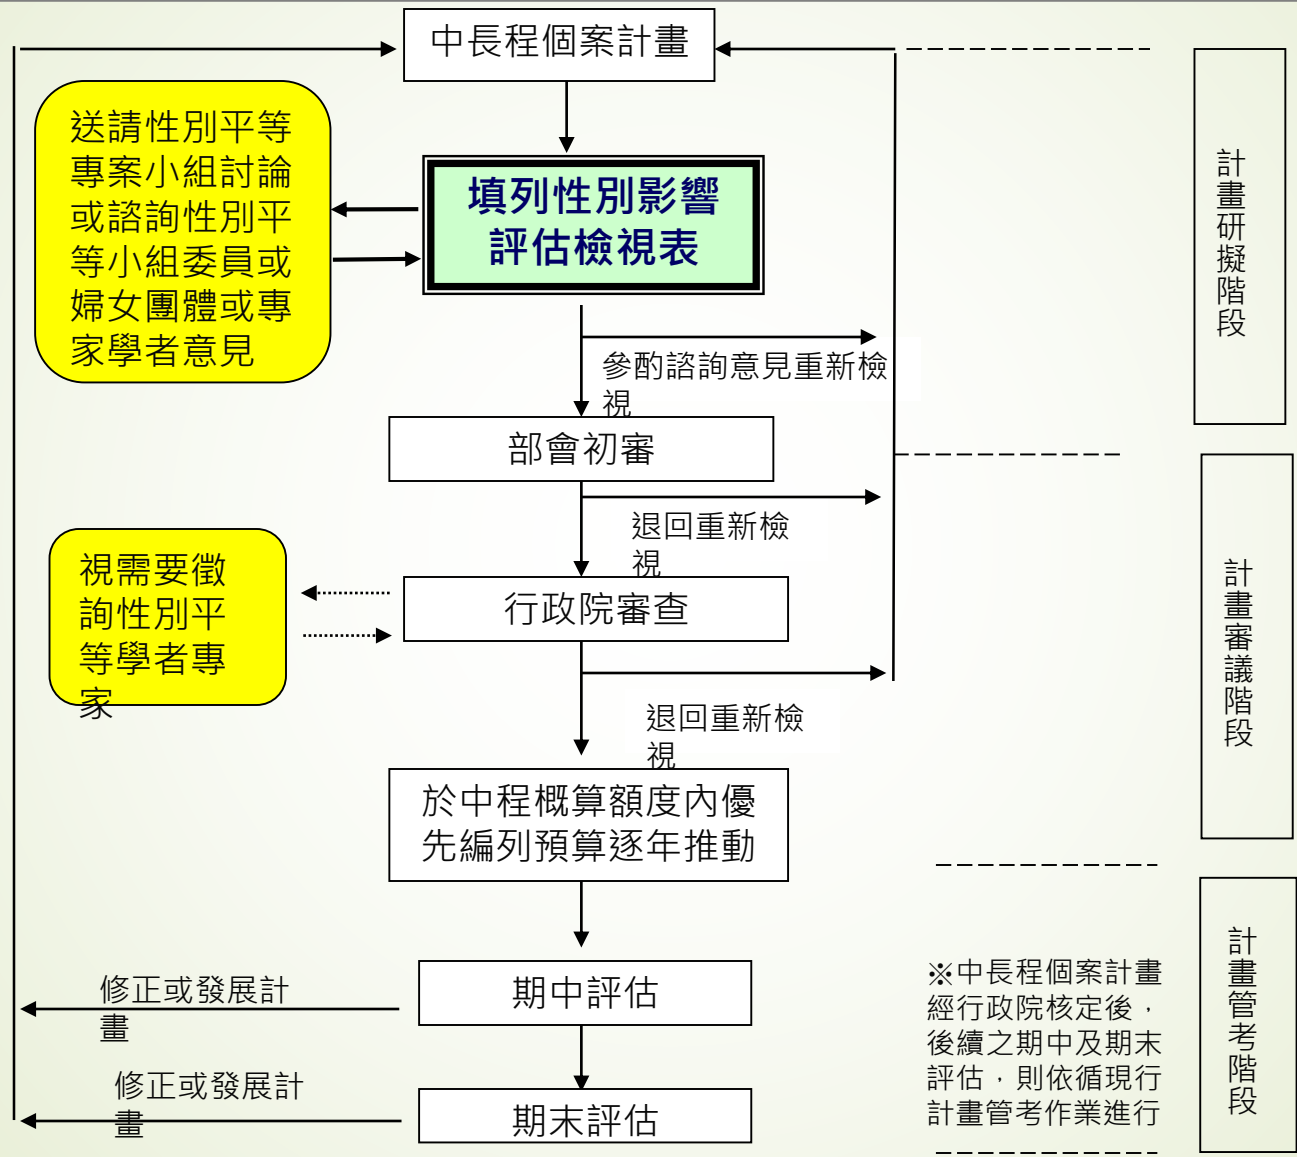 中長程個案計畫
送請性別平等
專案小組討論
或諮詢性別平
等小組委員或
婦女團體或專
家學者意見
填列性別影響
評估檢視表
計畫研擬階段
參酌諮詢意見重新檢
視
部會初審
退回重新檢
視
視需要徵
詢性別平
等學者專
家
行政院審查
計畫審議階段
退回重新檢
視
於中程概算額度內優
先編列預算逐年推動
期中評估
修正或發展計
畫
※中長程個案計畫
經行政院核定後，
後續之期中及期末
評估，則依循現行
計畫管考作業進行
計畫管考階段
修正或發展計
畫
期末評估